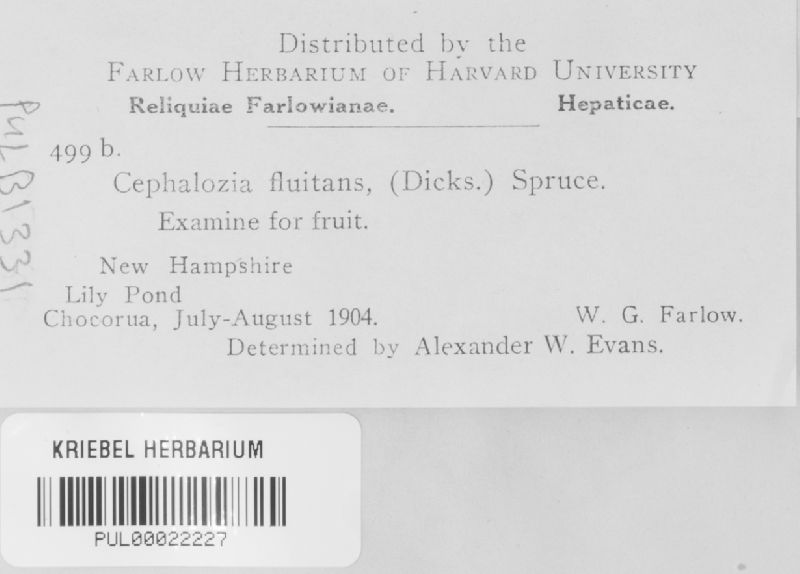 Distributed by the
FARLOW HERBARIUM OF HARVARD UNIVERSITY
Reliquiae Farlowianae. Hepaticae.
499 b.
Cephalozia fluitans, (Dicks.) Spruce.
Examine for fruit.
New Hampshire
Lily Pond
Chocorua, July-August 1904. W. G. Farlow.
Determined by Alexander W. Evans.
PUL B1331
KRIEBEL HERBARIUM
PUL00022227